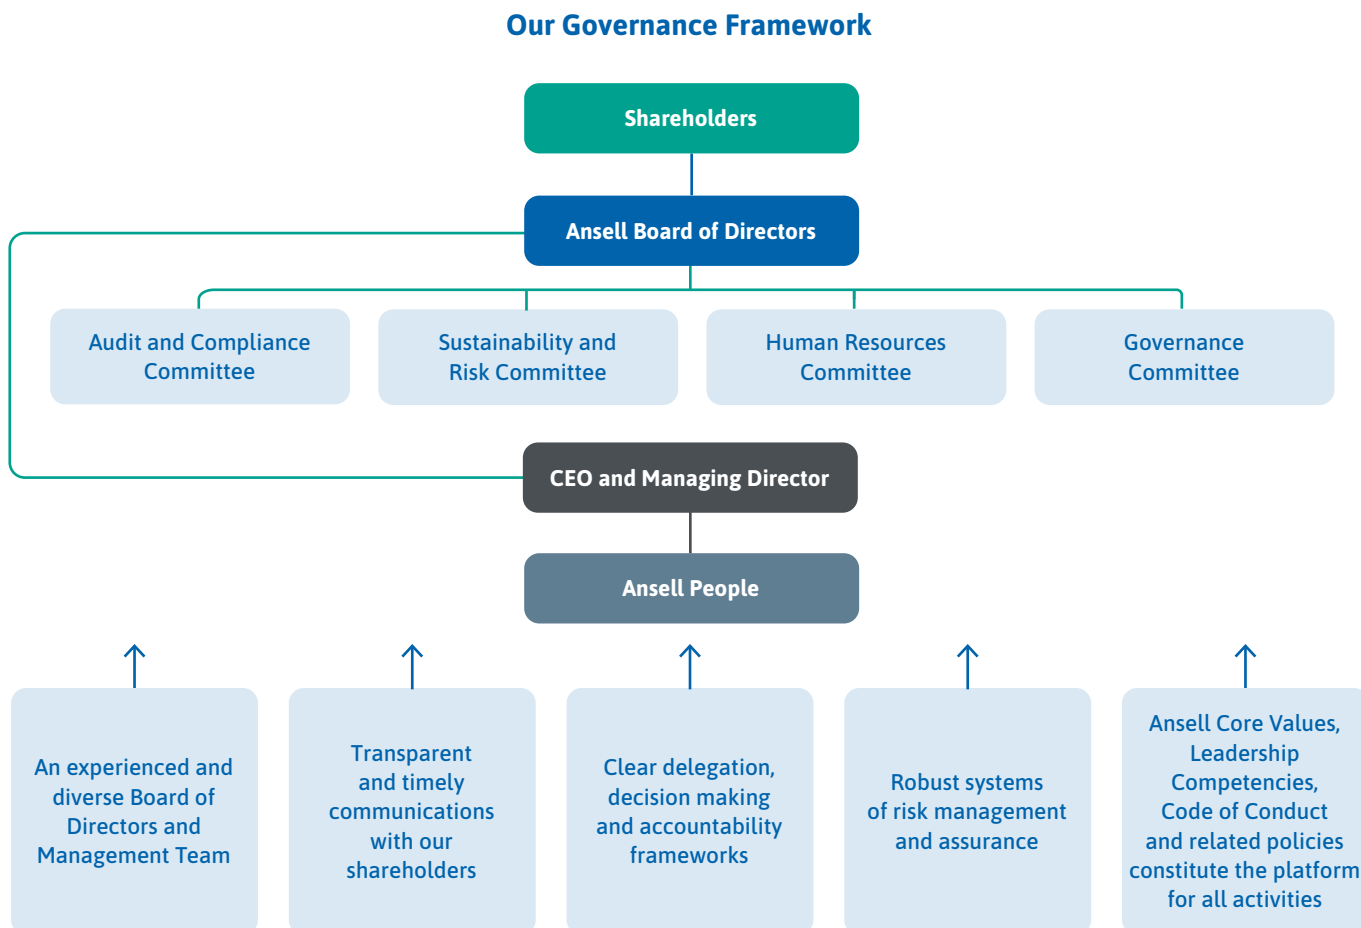 Our Governance Framework
Shareholders
Ansell Board of Directors
Audit and Compliance
Committee
Sustainability and
Risk Committee
Human Resources
Committee
Governance
Committee
CEO and Managing Director
Ansell People
An experienced and
diverse Board of
Directors and
Management Team
Transparent
and timely
communications
with our
shareholders
Clear delegation,
decision making
and accountability
frameworks
Robust systems
of risk management
and assurance
Ansell Core Values,
Leadership
Competencies,
Code of Conduct
and related policies
constitute the platform
for all activities